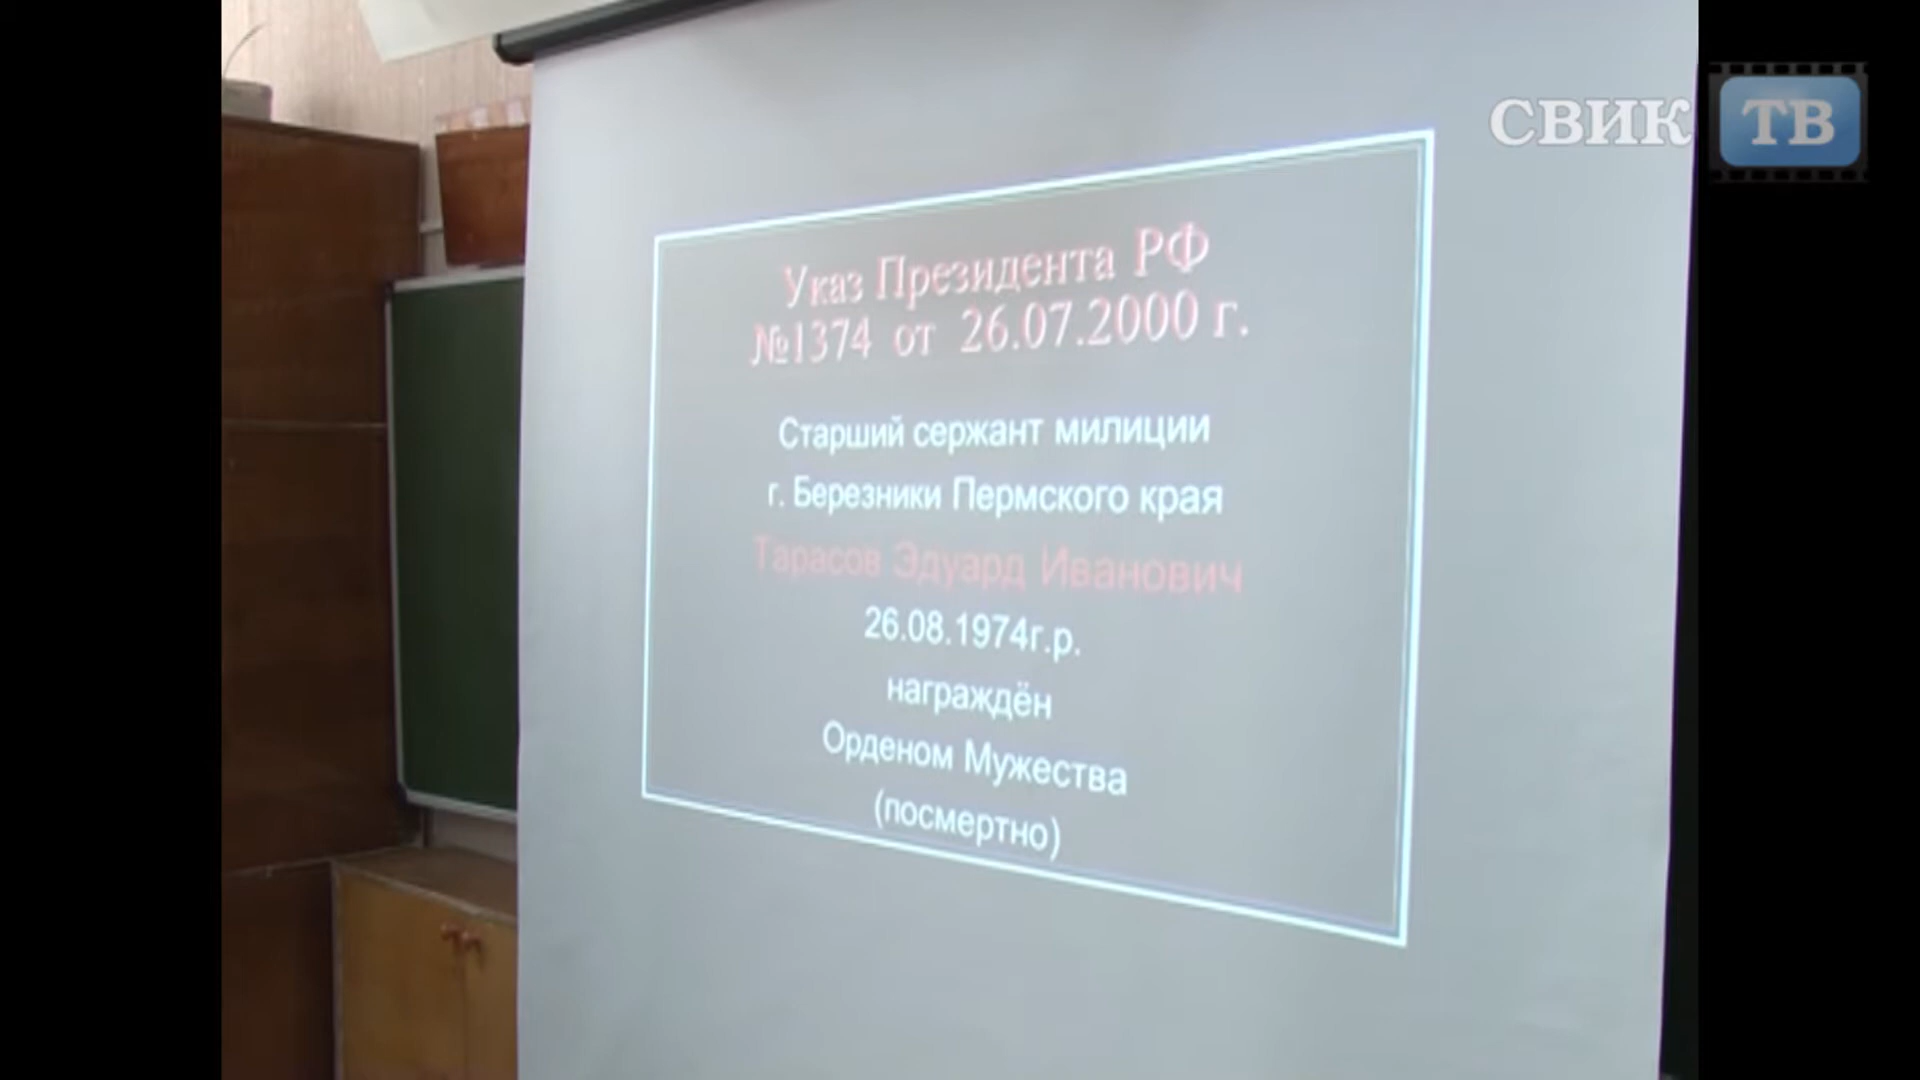 СВИК ТВ
Указ Президента РФ
№1374 от 26.07.2000 г.
Старший сержант милиции
г. Березники Пермского края
Тарасов Эдуард Иванович
26.08.1974г.р.
награждён
Орденом Мужества
(посмертно)